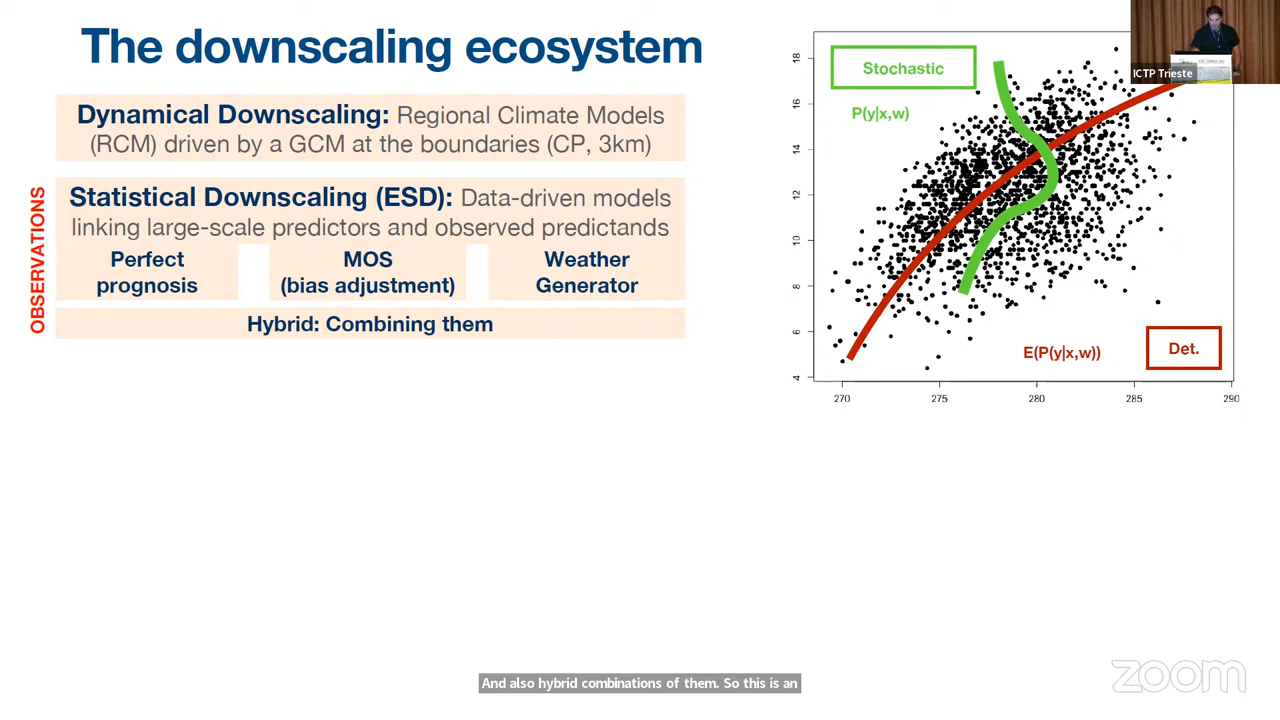 The downscaling ecosystem
Dynamical Downscaling: Regional Climate Models
(RCM) driven by a GCM at the boundaries (CP, 3km)
OBSERVATIONS
Statistical Downscaling (ESD): Data-driven models
linking large-scale predictors and observed predictands
Perfect
prognosis
MOS
(bias adjustment)
Weather
Generator
Hybrid: Combining them
Stochastic
P(y|x,w)
E(P(y|x,w))
Det.
18
16
14
12
10
8
6
4
270
275
280
285
290
ICTP Trieste
And also hybrid combinations of them. So this is an
zoom